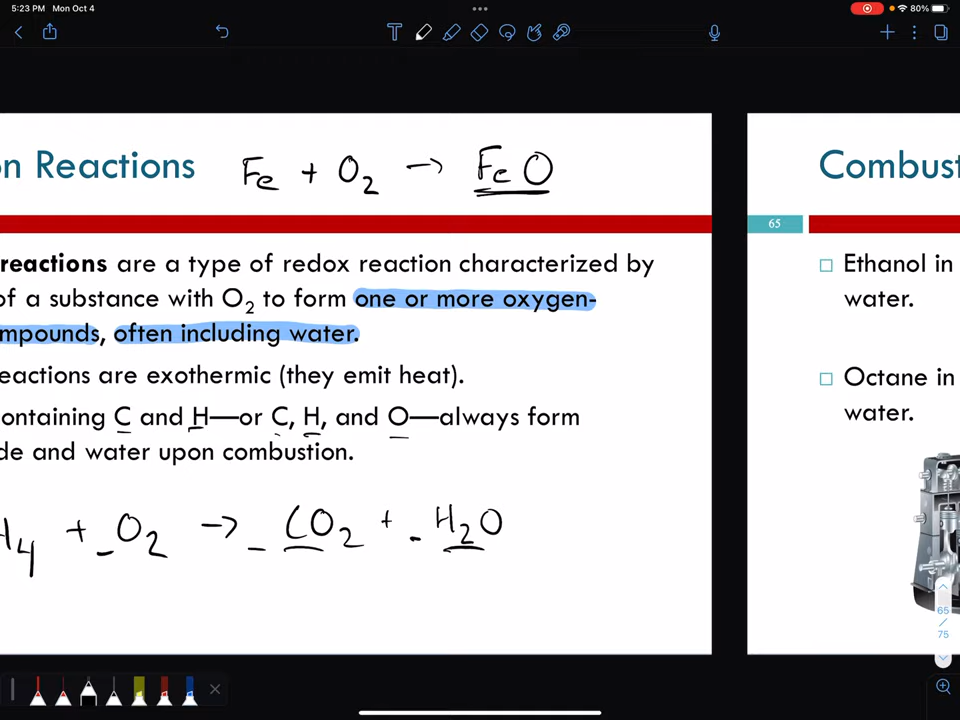 5:23 PM Mon Oct 4
80%
on Reactions Fe + O2 → FeO
reactions are a type of redox reaction characterized by
of a substance with O2 to form one or more oxygen-
mpounds, often including water.
eactions are exothermic (they emit heat).
ontaining C and H—or C, H, and O—always form
de and water upon combustion.
H4 + _O2 → _ CO2 + _ H2O
Combust
65
Ethanol in
water.
Octane in
water.
65
/
75